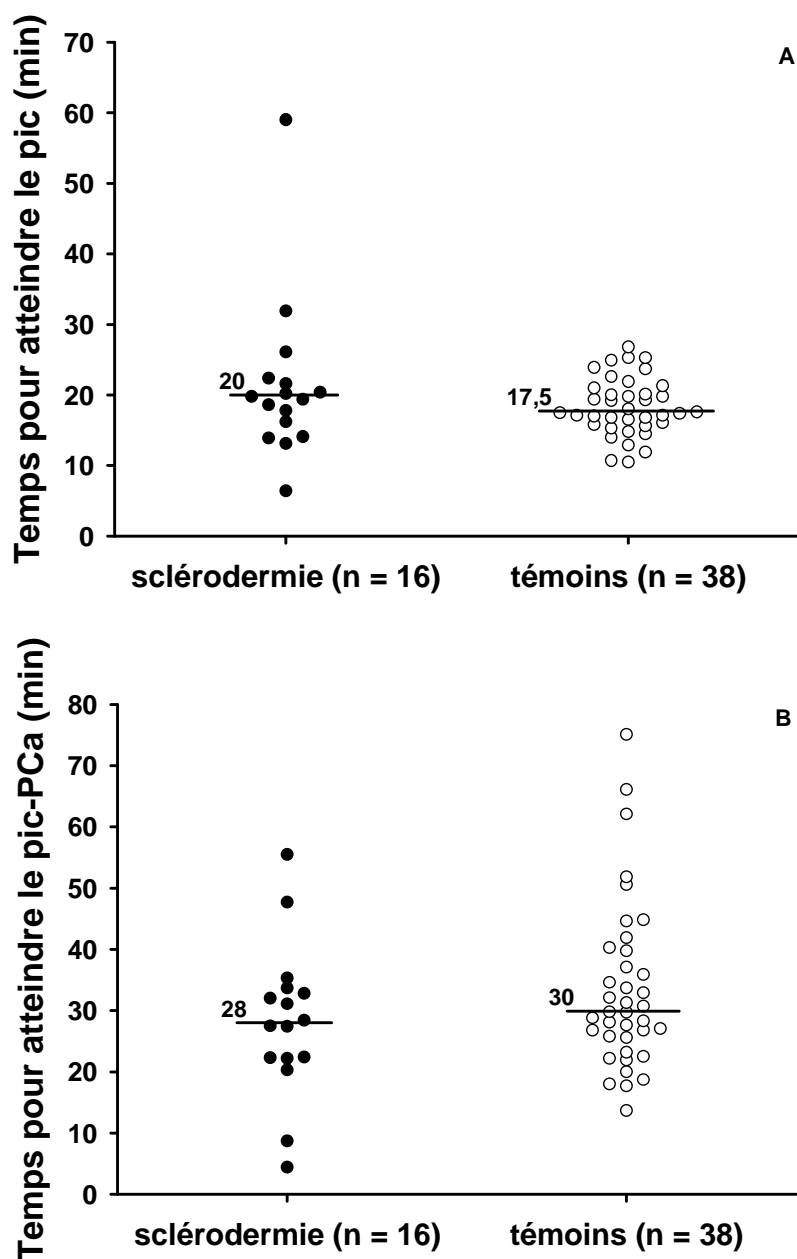 A
Temps pour atteindre le pic (min)
70
60
50
40
30
20
10
0
20
17,5
sclérodermie (n = 16)
témoins (n = 38)
B
Temps pour atteindre le pic-PCa (min)
80
70
60
50
40
30
20
10
0
28
30
sclérodermie (n = 16)
témoins (n = 38)